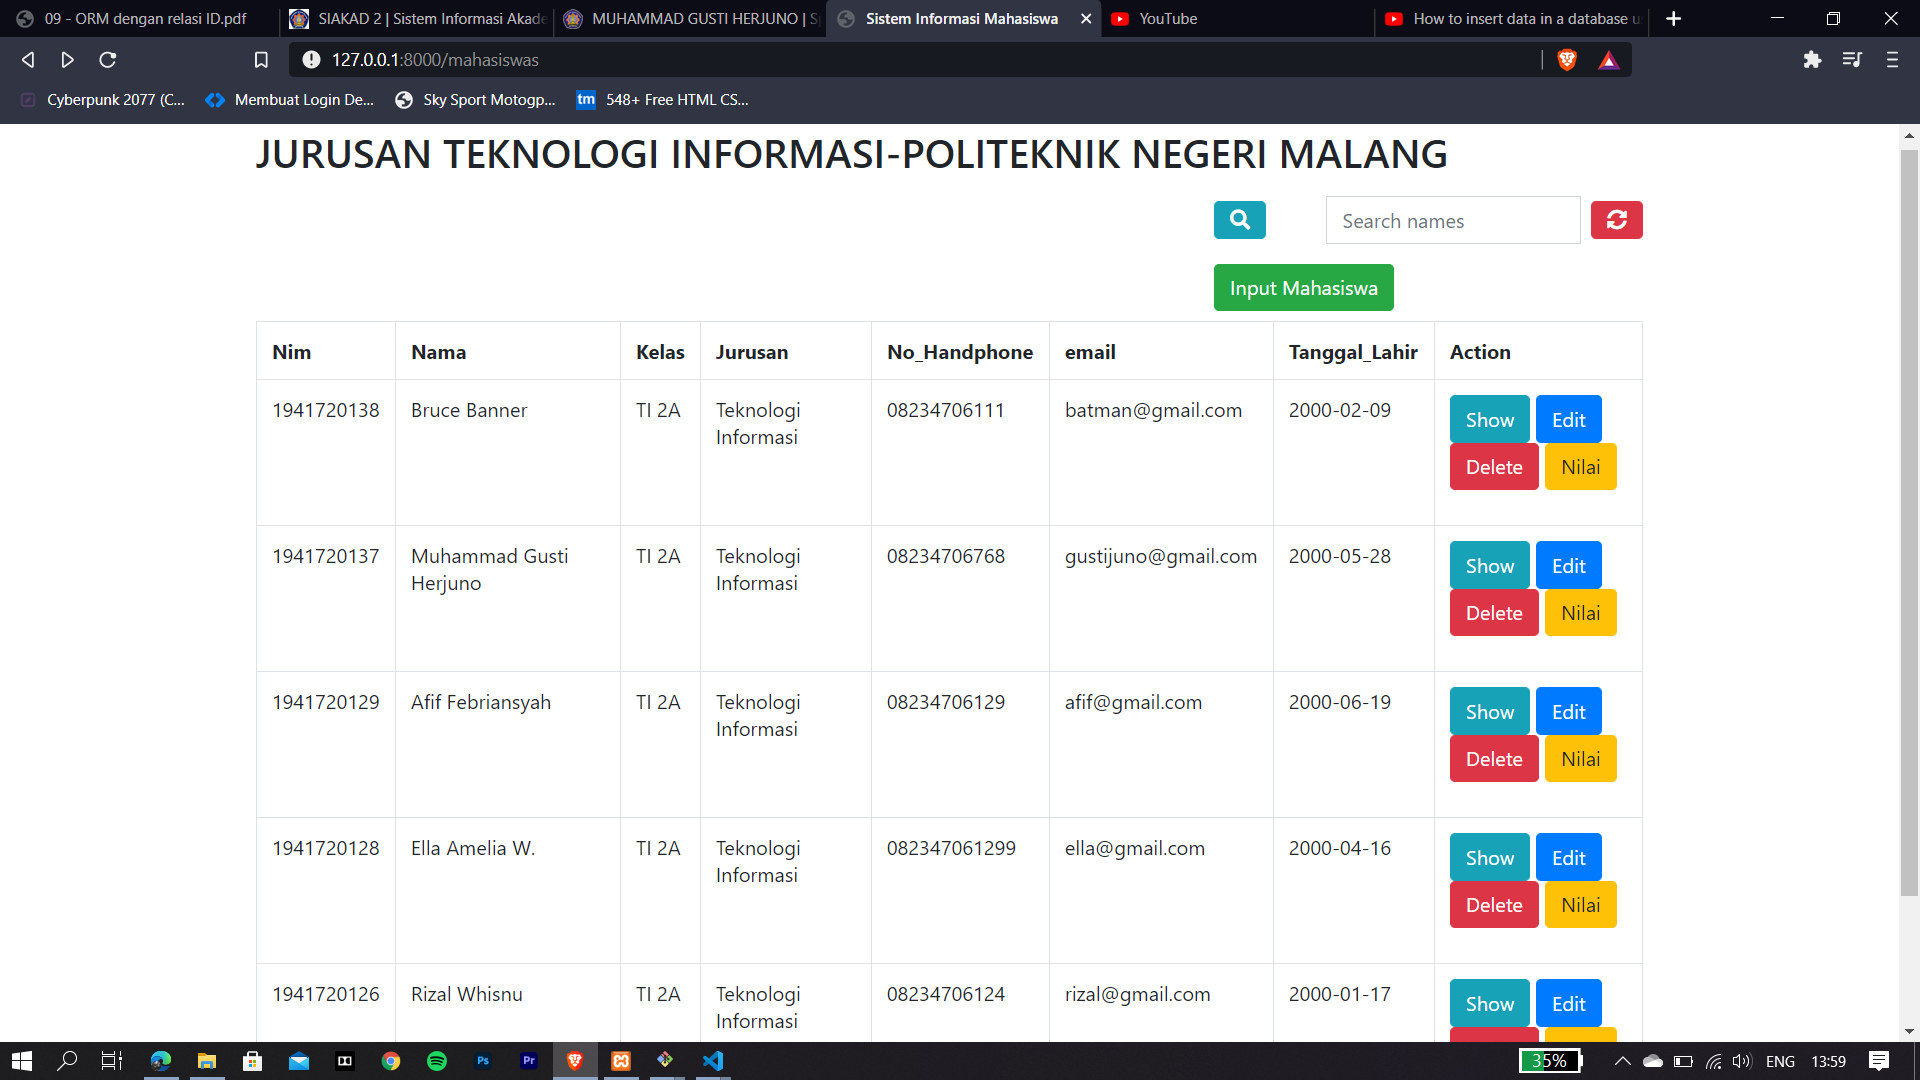 09 - ORM dengan relasi ID.pdf
SIAKAD 2 | Sistem Informasi Akade
MUHAMMAD GUSTI HERJUNO | S
Sistem Informasi Mahasiswa
YouTube
How to insert data in a database u
127.0.0.1:8000/mahasiswas
Cyberpunk 2077 (C...
Membuat Login De...
Sky Sport Motogp...
tm 548+ Free HTML CS...
JURUSAN TEKNOLOGI INFORMASI-POLITEKNIK NEGERI MALANG
Search names
Input Mahasiswa
Nim Nama Kelas Jurusan No_Handphone email Tanggal_Lahir Action
1941720138 Bruce Banner TI 2A Teknologi 08234706111 batman@gmail.com 2000-02-09 Show Edit
Informasi
Delete Nilai
1941720137 Muhammad Gusti TI 2A Teknologi 08234706768 gustijuno@gmail.com 2000-05-28 Show Edit
Herjuno Informasi
Delete Nilai
1941720129 Afif Febriansyah TI 2A Teknologi 08234706129 afif@gmail.com 2000-06-19 Show Edit
Informasi
Delete Nilai
1941720128 Ella Amelia W. TI 2A Teknologi 082347061299 ella@gmail.com 2000-04-16 Show Edit
Informasi
Delete Nilai
1941720126 Rizal Whisnu TI 2A Teknologi 08234706124 rizal@gmail.com 2000-01-17 Show Edit
Informasi
Ps
Pr
35%
ENG
13:59